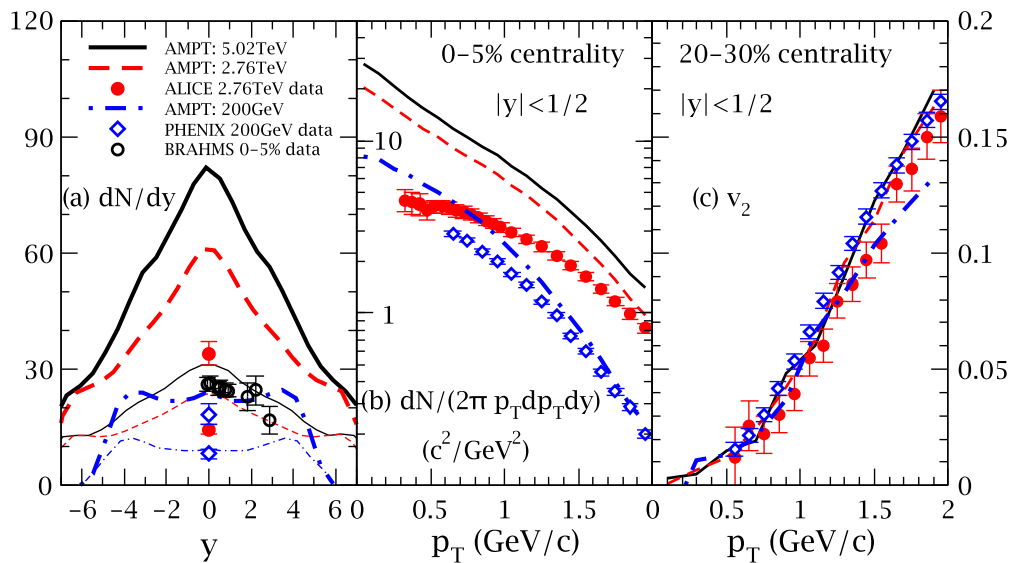 120
90
60
30
0
AMPT: 5.02TeV
AMPT: 2.76TeV
ALICE 2.76TeV data
AMPT: 200GeV
PHENIX 200GeV data
BRAHMS 0–5% data
(a) dN/dy
−6 −4 −2 0 2 4 6
y
0–5% centrality
|y|<1/2
10
1
(b) dN/(2π p_T dp_T dy)
(c²/GeV²)
0 0.5 1 1.5
p_T (GeV/c)
20–30% centrality
|y|<1/2
(c) v₂
0 0.5 1 1.5 2
p_T (GeV/c)
0.2
0.15
0.1
0.05
0